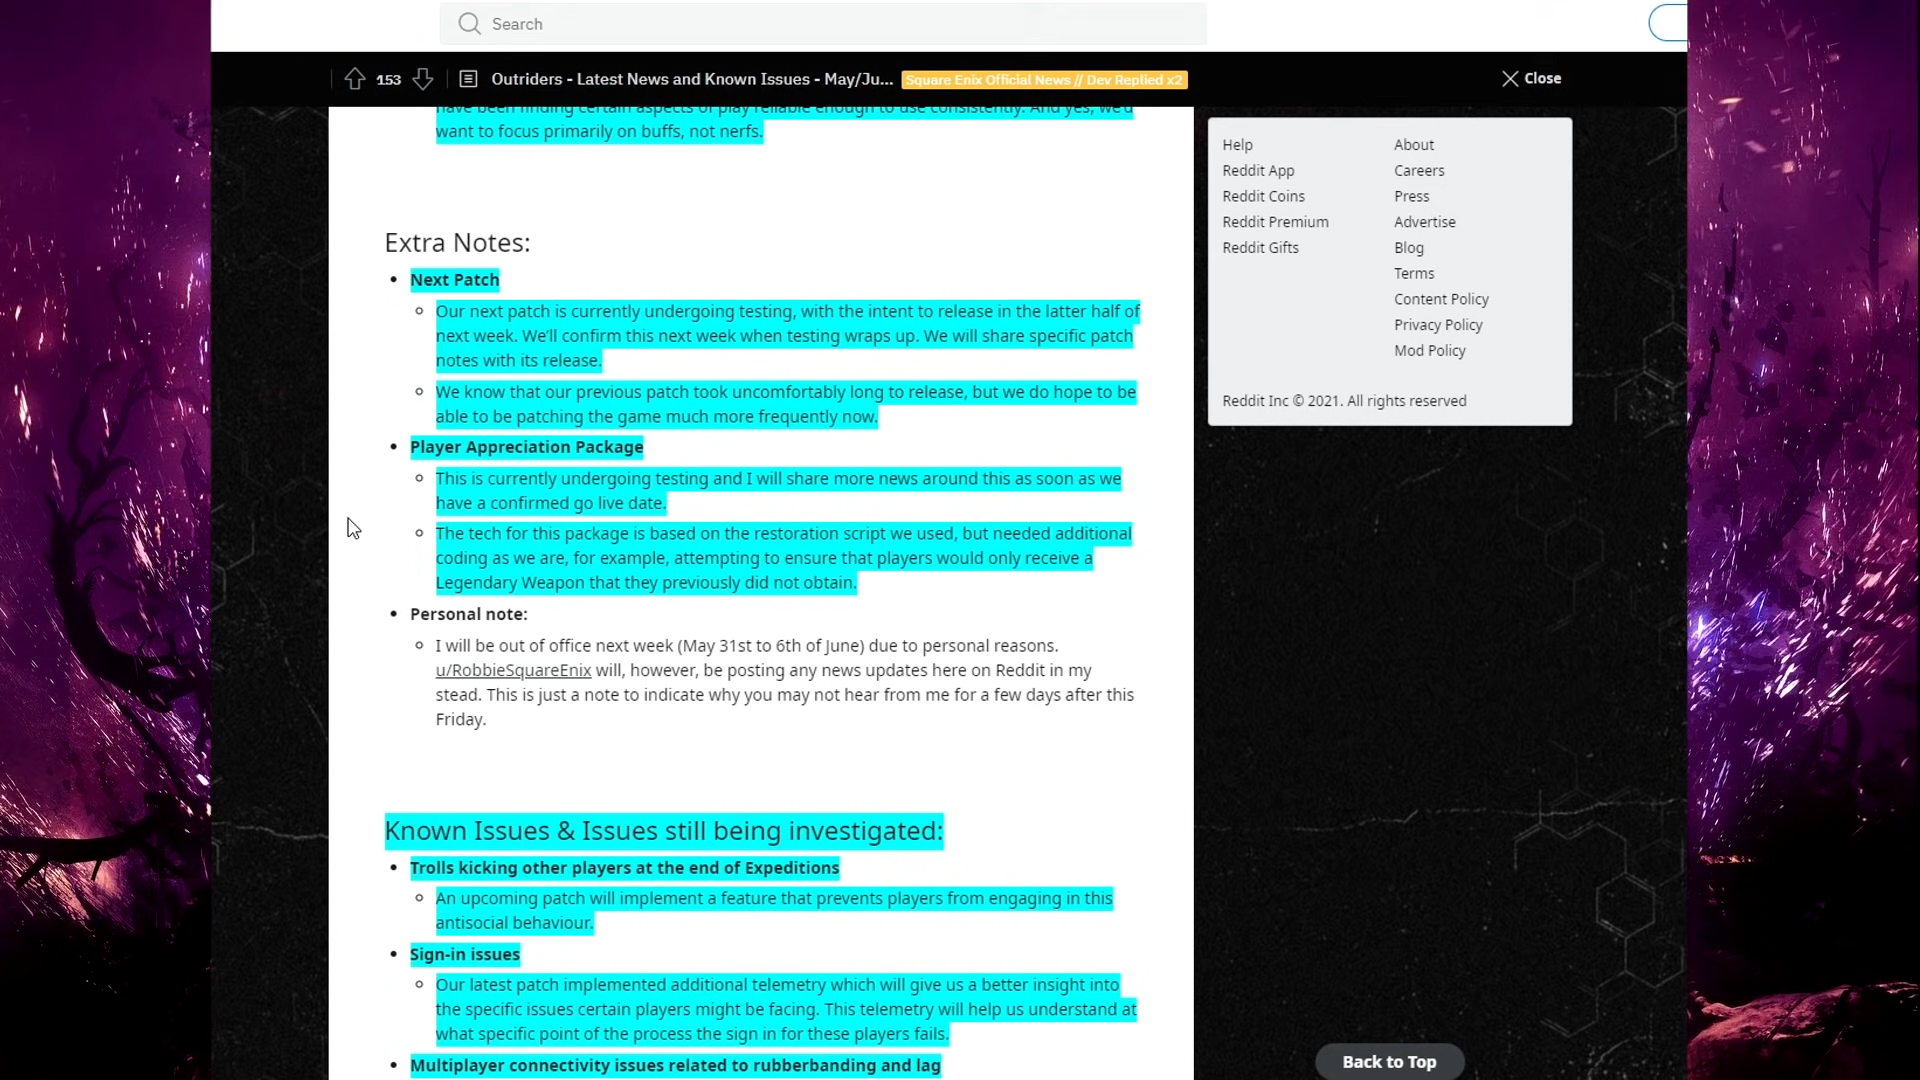 Search
153
Outriders - Latest News and Known Issues - May/Ju... Square Enix Official News // Dev Replied x2
Close
have been finding certain aspects of play reliable enough to use consistently. And yes, we'd
want to focus primarily on buffs, not nerfs.
Extra Notes:
Next Patch
Our next patch is currently undergoing testing, with the intent to release in the latter half of
next week. We'll confirm this next week when testing wraps up. We will share specific patch
notes with its release.
We know that our previous patch took uncomfortably long to release, but we do hope to be
able to be patching the game much more frequently now.
Player Appreciation Package
This is currently undergoing testing and I will share more news around this as soon as we
have a confirmed go live date.
The tech for this package is based on the restoration script we used, but needed additional
coding as we are, for example, attempting to ensure that players would only receive a
Legendary Weapon that they previously did not obtain.
Personal note:
I will be out of office next week (May 31st to 6th of June) due to personal reasons.
u/RobbieSquareEnix will, however, be posting any news updates here on Reddit in my
stead. This is just a note to indicate why you may not hear from me for a few days after this
Friday.
Known Issues & Issues still being investigated:
Trolls kicking other players at the end of Expeditions
An upcoming patch will implement a feature that prevents players from engaging in this
antisocial behaviour.
Sign-in issues
Our latest patch implemented additional telemetry which will give us a better insight into
the specific issues certain players might be facing. This telemetry will help us understand at
what specific point of the process the sign in for these players fails.
Multiplayer connectivity issues related to rubberbanding and lag
Help
Reddit App
Reddit Coins
Reddit Premium
Reddit Gifts
About
Careers
Press
Advertise
Blog
Terms
Content Policy
Privacy Policy
Mod Policy
Reddit Inc © 2021. All rights reserved
Back to Top